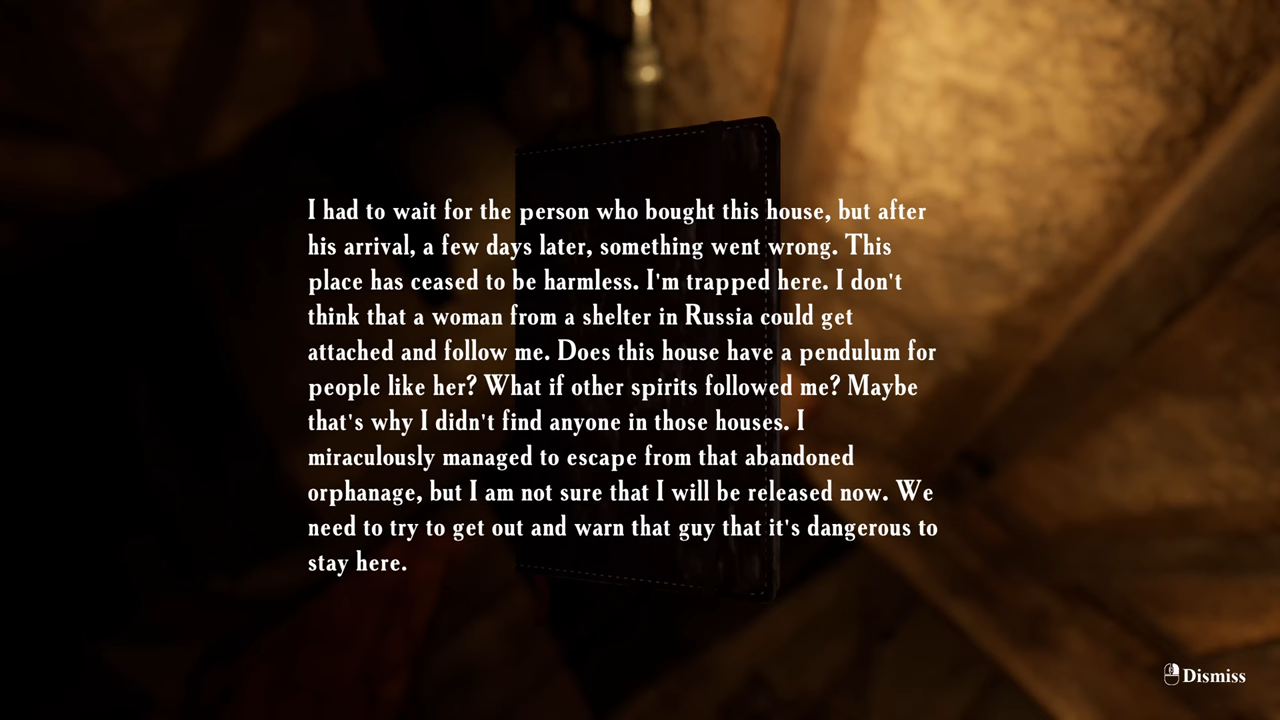 I had to wait for the person who bought this house, but after
his arrival, a few days later, something went wrong. This
place has ceased to be harmless. I'm trapped here. I don't
think that a woman from a shelter in Russia could get
attached and follow me. Does this house have a pendulum for
people like her? What if other spirits followed me? Maybe
that's why I didn't find anyone in those houses. I
miraculously managed to escape from that abandoned
orphanage, but I am not sure that I will be released now. We
need to try to get out and warn that guy that it's dangerous to
stay here.
Dismiss